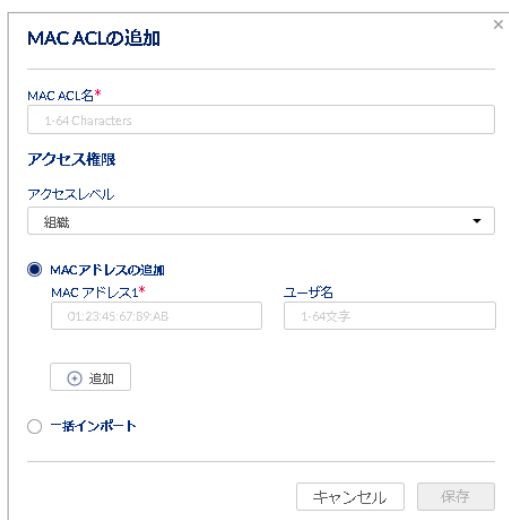 MAC ACLの追加
MAC ACL名*
1-64 Characters
アクセス権限
アクセスレベル
組織
MACアドレスの追加
MAC アドレス1* ユーザ名
01:23:45:67:89:AB 1-64文字
追加
一括インポート
キャンセル 保存